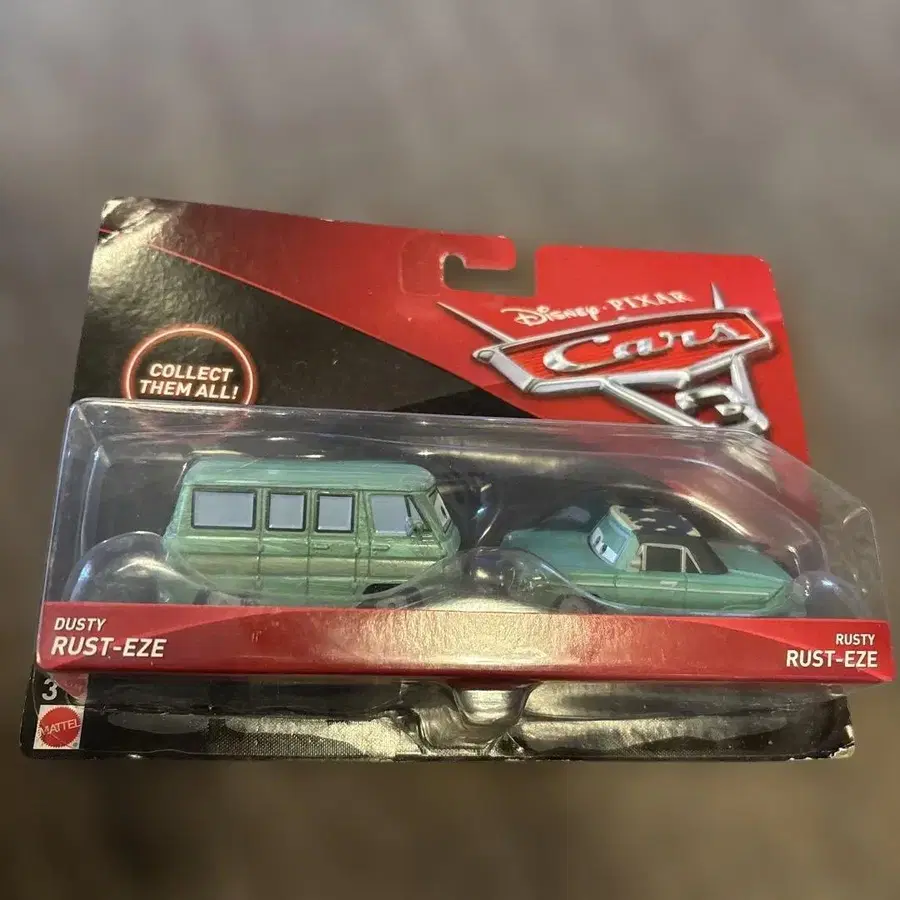 COLLECT
THEM ALL!
Disney·PIXAR
Cars
3
DUSTY
RUST-EZE
RUSTY
RUST-EZE
3
MATTEL